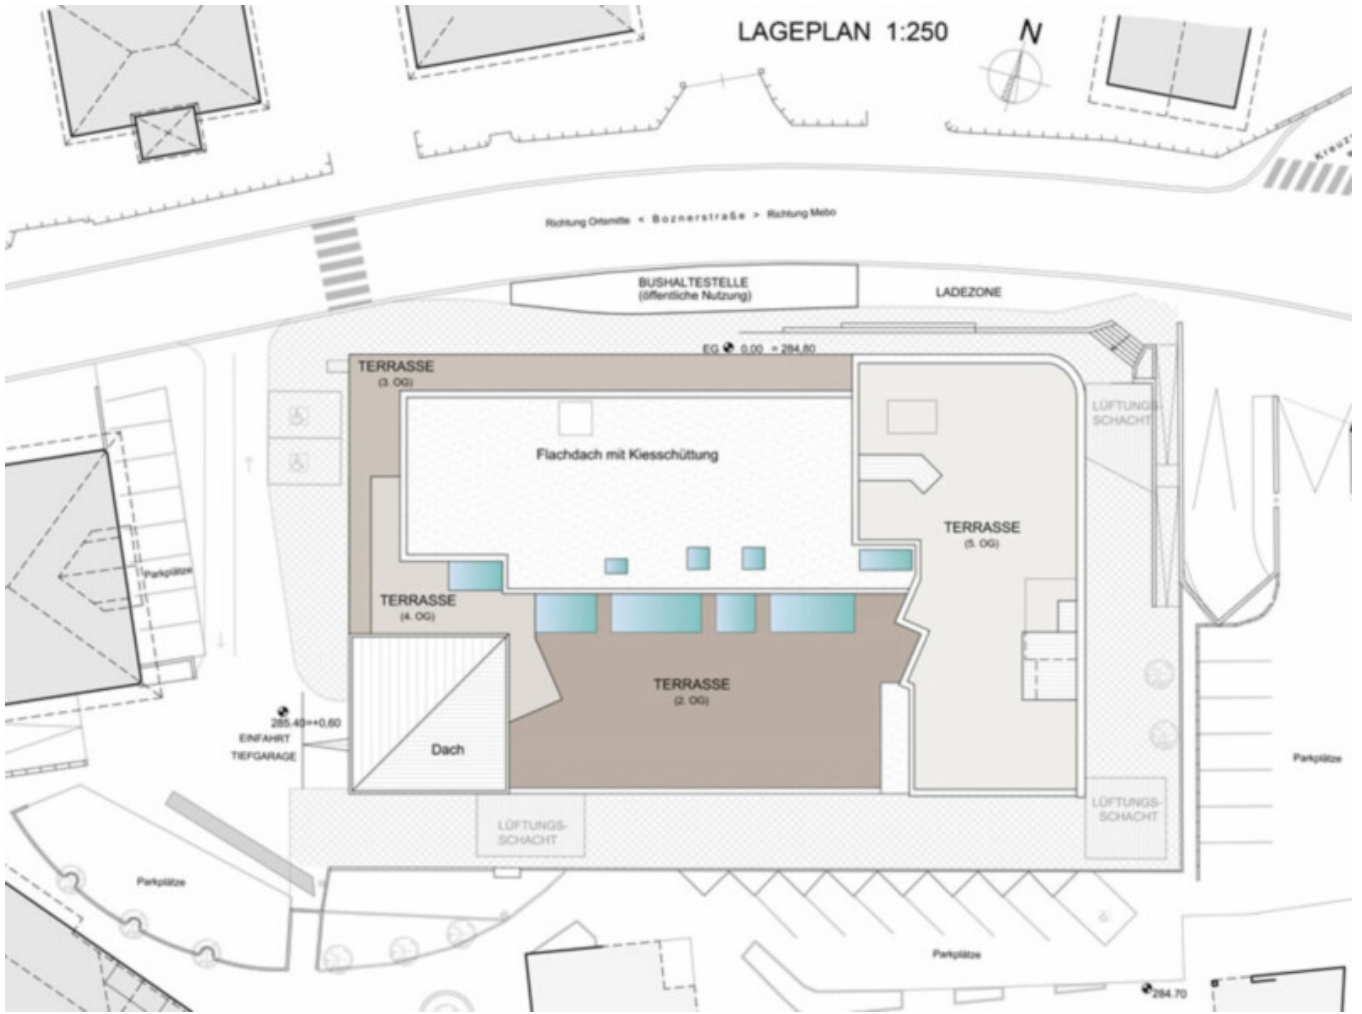 LAGEPLAN 1:250
N
Richtung Ortsmitte < Boznerstraße > Richtung Mebo
BUSHALTESTELLE
(öffentliche Nutzung)
LADEZONE
EG 0,00 = 284,80
TERRASSE
(3. OG)
LÜFTUNGS-
SCHACHT
Flachdach mit Kiesschüttung
TERRASSE
(5. OG)
Parkplätze
TERRASSE
(4. OG)
TERRASSE
(2. OG)
285.40=+0,60
EINFAHRT
TIEFGARAGE
Dach
Parkplätze
LÜFTUNGS-
SCHACHT
LÜFTUNGS-
SCHACHT
Parkplätze
Parkplätze
284.70